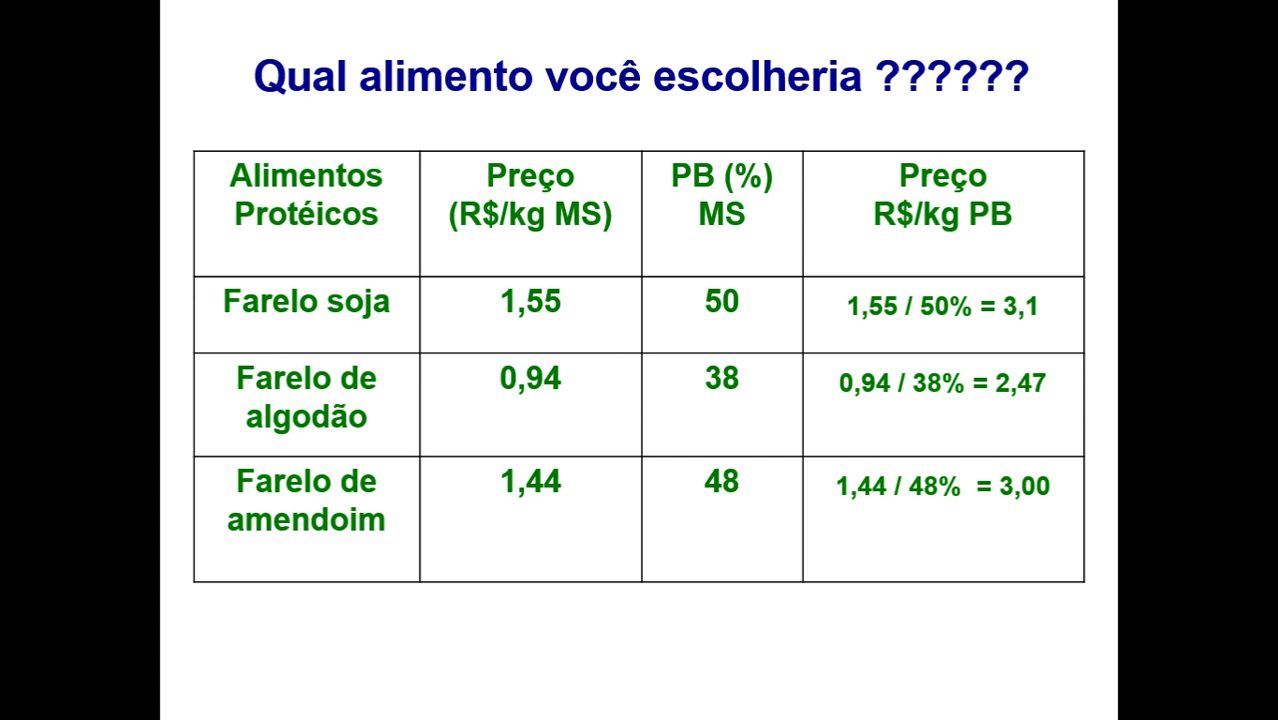 Qual alimento você escolheria ??????
Alimentos
Protéicos
Preço
(R$/kg MS)
PB (%)
MS
Preço
R$/kg PB
Farelo soja
1,55
50
1,55 / 50% = 3,1
Farelo de
algodão
0,94
38
0,94 / 38% = 2,47
Farelo de
amendoim
1,44
48
1,44 / 48%  = 3,00